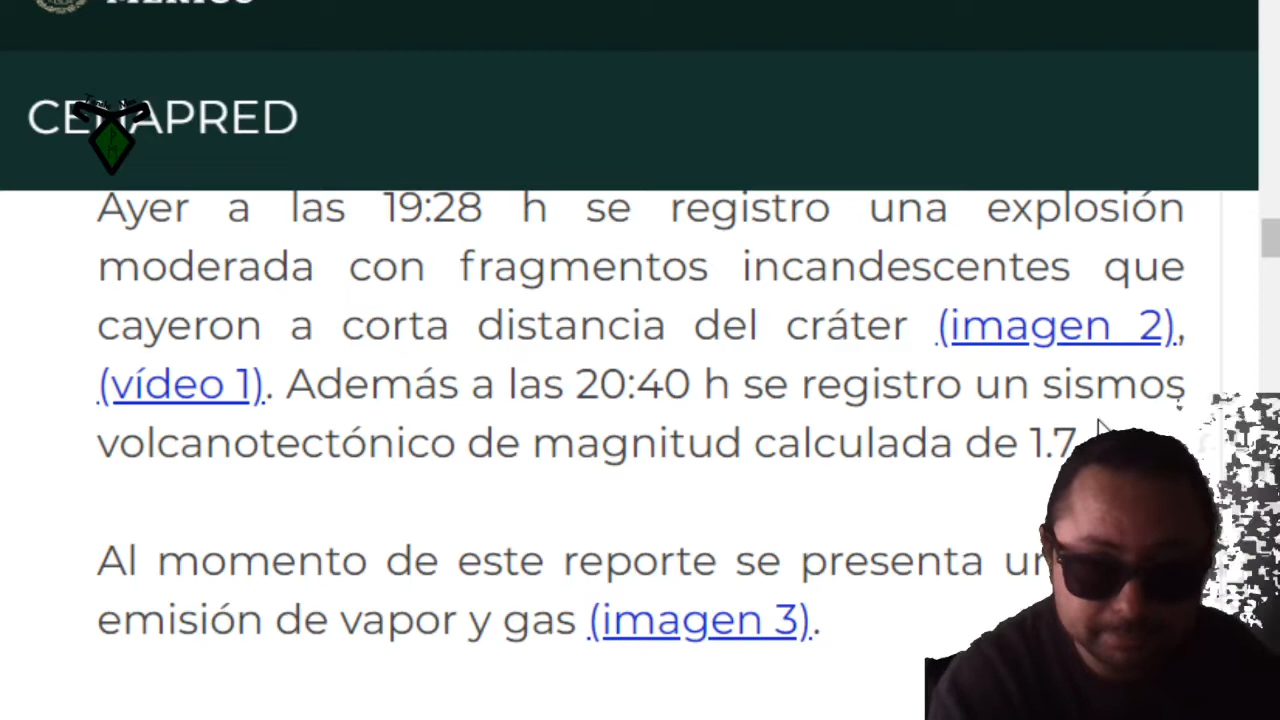 MÉXICO
CENAPRED
Ayer a las 19:28 h se registro una explosión
moderada con fragmentos incandescentes que
cayeron a corta distancia del cráter (imagen 2),
(vídeo 1). Además a las 20:40 h se registro un sismos
volcanotectónico de magnitud calculada de 1.7
Al momento de este reporte se presenta
emisión de vapor y gas (imagen 3).